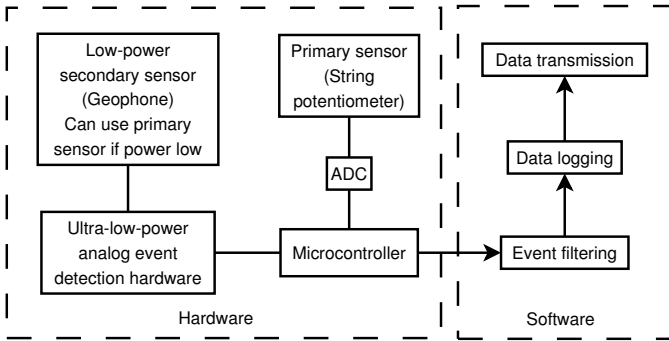 Low-power
secondary sensor
(Geophone)
Can use primary
sensor if power low
Primary sensor
(String
potentiometer)
ADC
Ultra-low-power
analog event
detection hardware
Microcontroller
Hardware
Data transmission
Data logging
Event filtering
Software